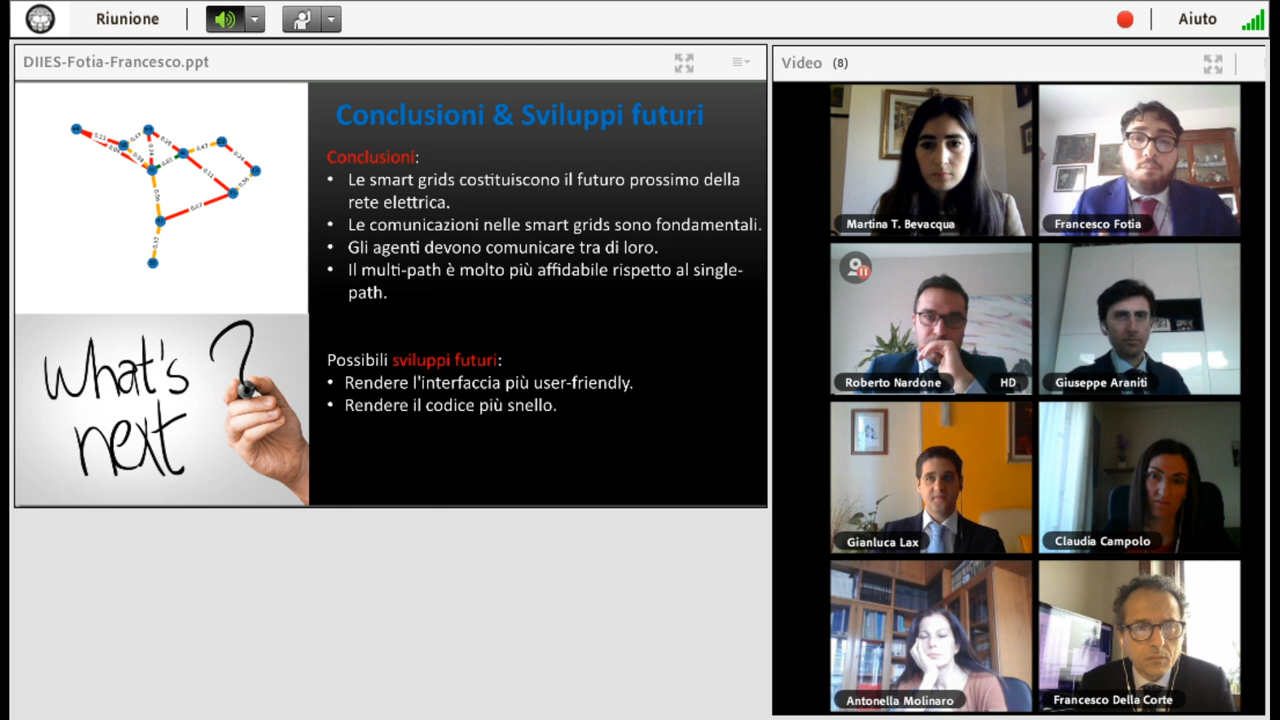 Riunione
Aiuto
DIIES-Fotia-Francesco.ppt
Video (8)
Conclusioni & Sviluppi futuri
Conclusioni:
• Le smart grids costituiscono il futuro prossimo della
rete elettrica.
• Le comunicazioni nelle smart grids sono fondamentali.
• Gli agenti devono comunicare tra di loro.
• Il multi-path è molto più affidabile rispetto al single-
path.
Possibili sviluppi futuri:
• Rendere l'interfaccia più user-friendly.
• Rendere il codice più snello.
What's
next ?
Martina T. Bevacqua
Francesco Fotia
Roberto Nardone HD
Giuseppe Araniti
Gianluca Lax
Claudia Campolo
Antonella Molinaro
Francesco Della Corte